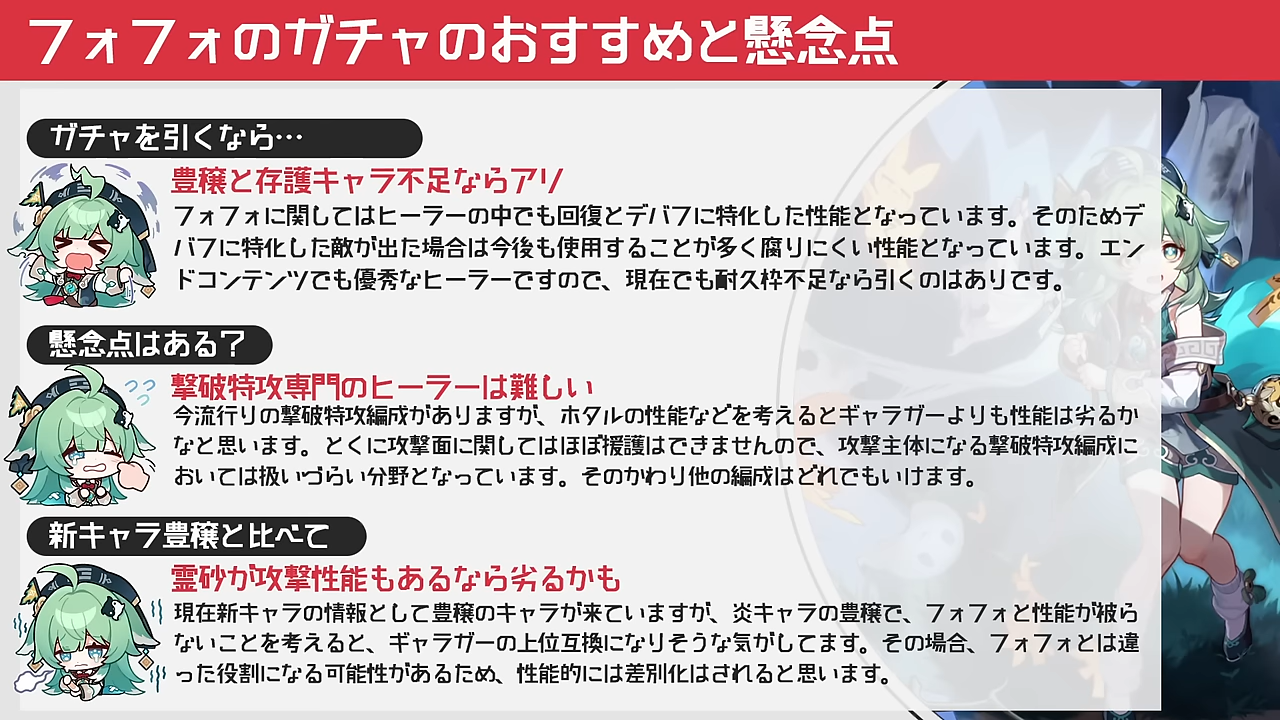 フォフォのガチャのおすすめと懸念点
ガチャを引くなら…
豊穣と存護キャラ不足ならアリ
フォフォに関してはヒーラーの中でも回復とデバフに特化した性能となっています。そのためデ
バフに特化した敵が出た場合は今後も使用することが多く腐りにくい性能となっています。エン
ドコンテンツでも優秀なヒーラーですので、現在でも耐久枠不足なら引くのはありです。
懸念点はある？
撃破特攻専門のヒーラーは難しい
今流行りの撃破特攻編成がありますが、ホタルの性能などを考えるとギャラガーよりも性能は劣るか
なと思います。とくに攻撃面に関してはほぼ援護はできませんので、攻撃主体になる撃破特攻編成に
おいては扱いづらい分野となっています。そのかわり他の編成はどれでもいけます。
新キャラ豊穣と比べて
霊砂が攻撃性能もあるなら劣るかも
現在新キャラの情報として豊穣のキャラが来ていますが、炎キャラの豊穣で、フォフォと性能が被ら
ないことを考えると、ギャラガーの上位互換になりそうな気がしてます。その場合、フォフォとは違
った役割になる可能性があるため、性能的には差別化はされると思います。